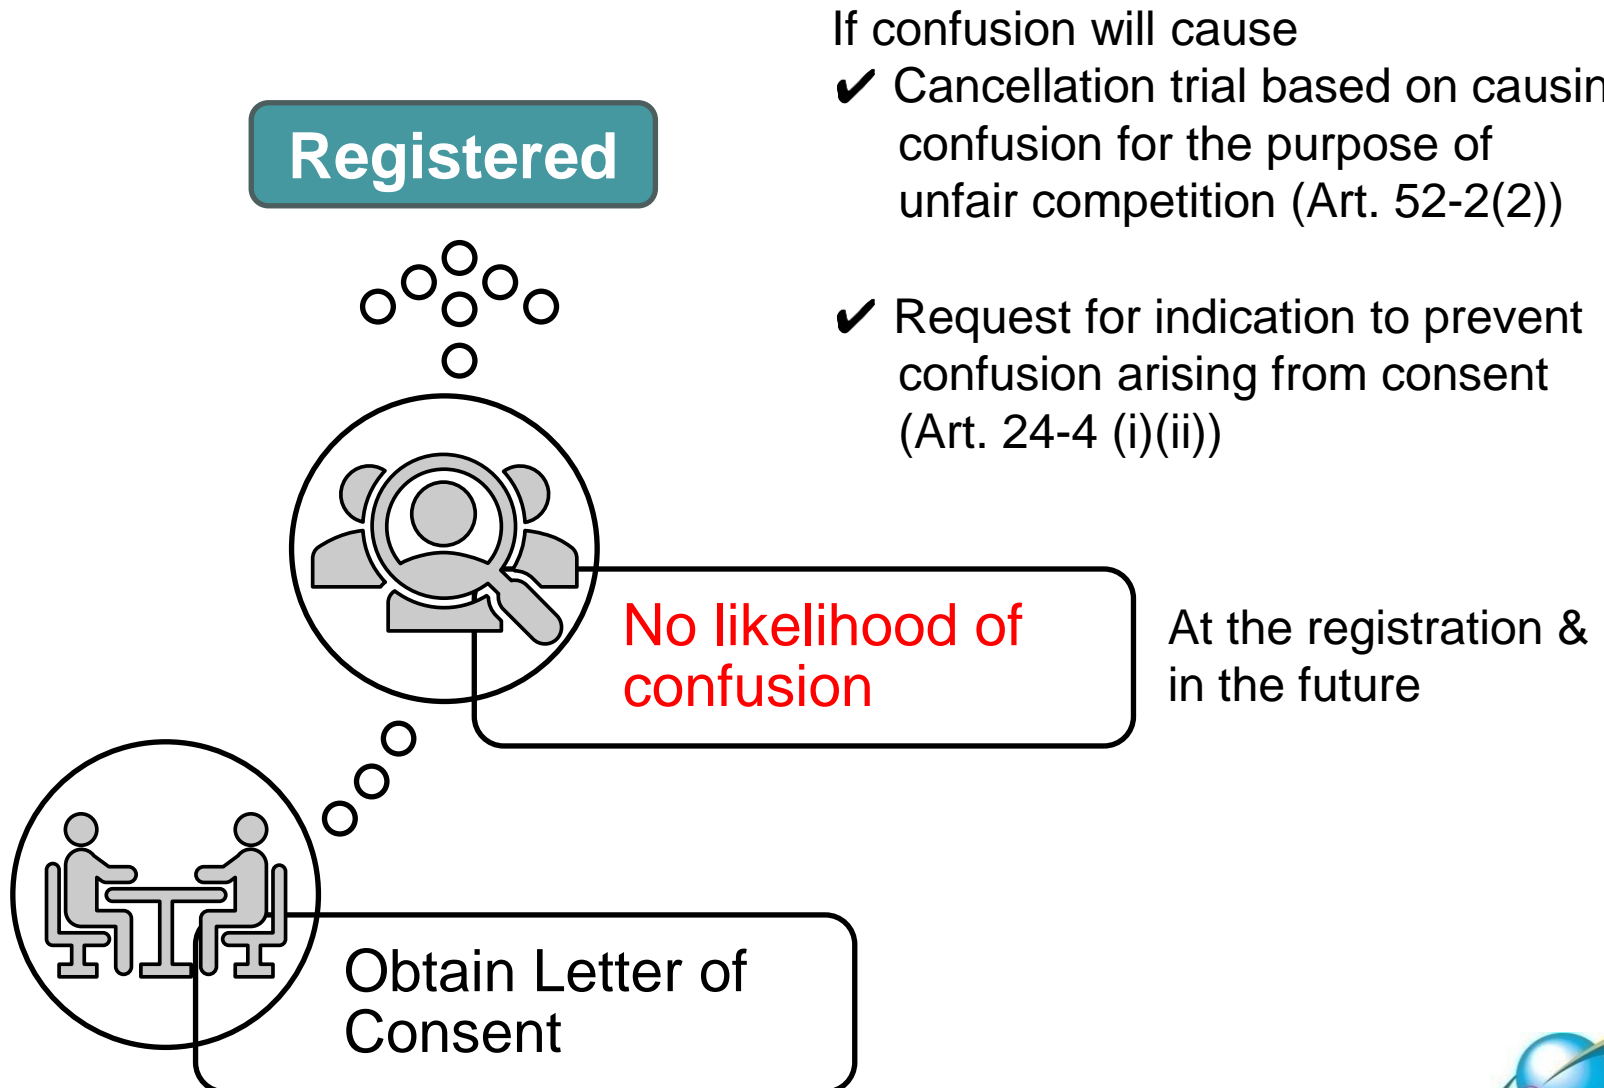 If confusion will cause
✔ Cancellation trial based on causin
confusion for the purpose of
unfair competition (Art. 52-2(2))
Registered
✔ Request for indication to prevent
confusion arising from consent
(Art. 24-4 (i)(ii))
No likelihood of
confusion
At the registration &
in the future
Obtain Letter of
Consent